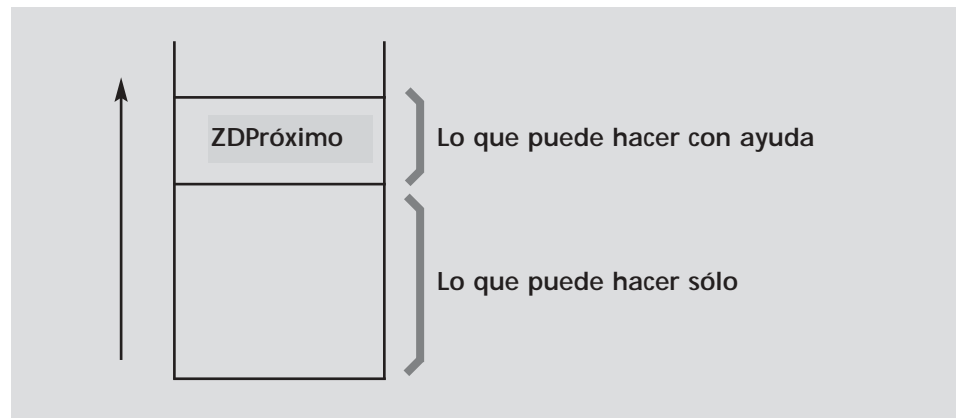 ZDPróximo
Lo que puede hacer con ayuda
Lo que puede hacer sólo